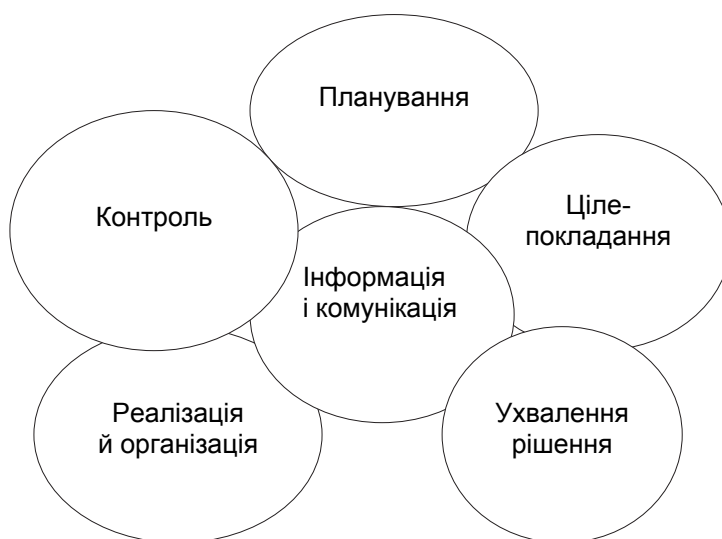 Планування
Контроль
Ціле-
покладання
Інформація
і комунікація
Реалізація
й організація
Ухвалення
рішення